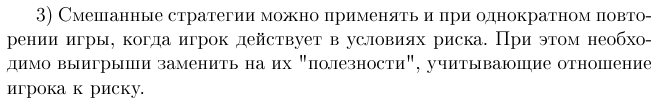 3) Смешанные стратегии можно применять и при однократном повто-
рении игры, когда игрок действует в условиях риска. При этом необхо-
димо выигрыши заменить на их "полезности", учитывающие отношение
игрока к риску.